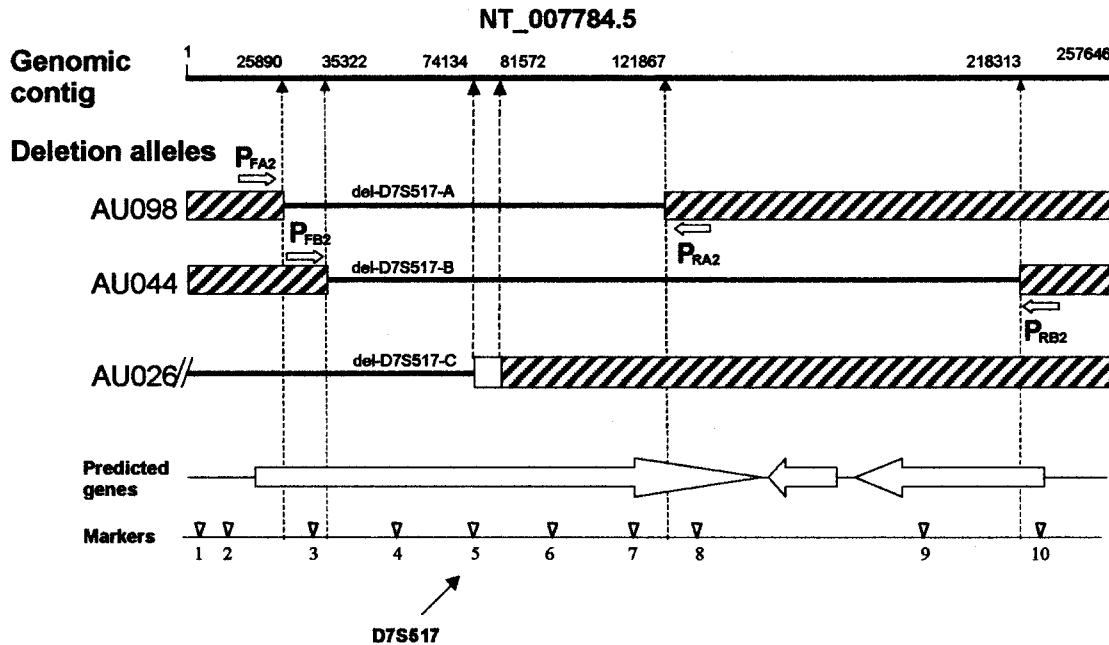 NT_007784.5
Genomic contig
1 25890 35322 74134 81572 121867 218313 257646
Deletion alleles
PFA2
AU098 del-D7S517-A
PFB2 PRA2
AU044 del-D7S517-B
PRB2
AU026 // del-D7S517-C
Predicted genes
Markers
1 2 3 4 5 6 7 8 9 10
D7S517